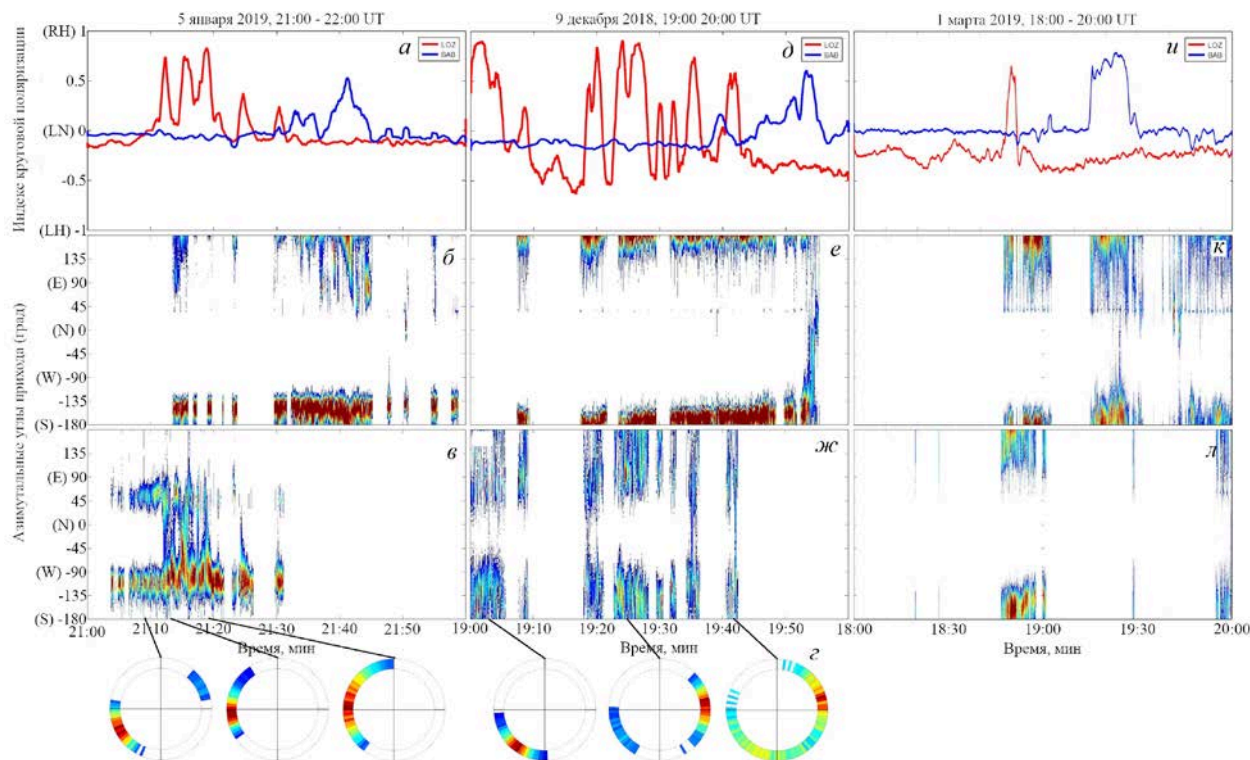 5 января 2019, 21:00 - 22:00 UT
9 декабря 2018, 19:00 20:00 UT
1 марта 2019, 18:00 - 20:00 UT
Индекс круговой поляризации
(RH) 1
0.5
(LN) 0
-0.5
(LH) -1
а
LOZ
BAB
д
LOZ
BAB
и
LOZ
BAB
Азимутальные углы прихода (град)
135
(E) 90
45
(N) 0
-45
(W) -90
-135
(S) -180
б
е
к
135
(E) 90
45
(N) 0
-45
(W) -90
-135
(S) -180
в
ж
л
21:00
21:10
21:20
21:30
21:40
21:50
19:00
19:10
19:20
19:30
19:40
19:50
18:00
18:30
19:00
19:30
20:00
Время, мин
Время, мин
Время, мин
г